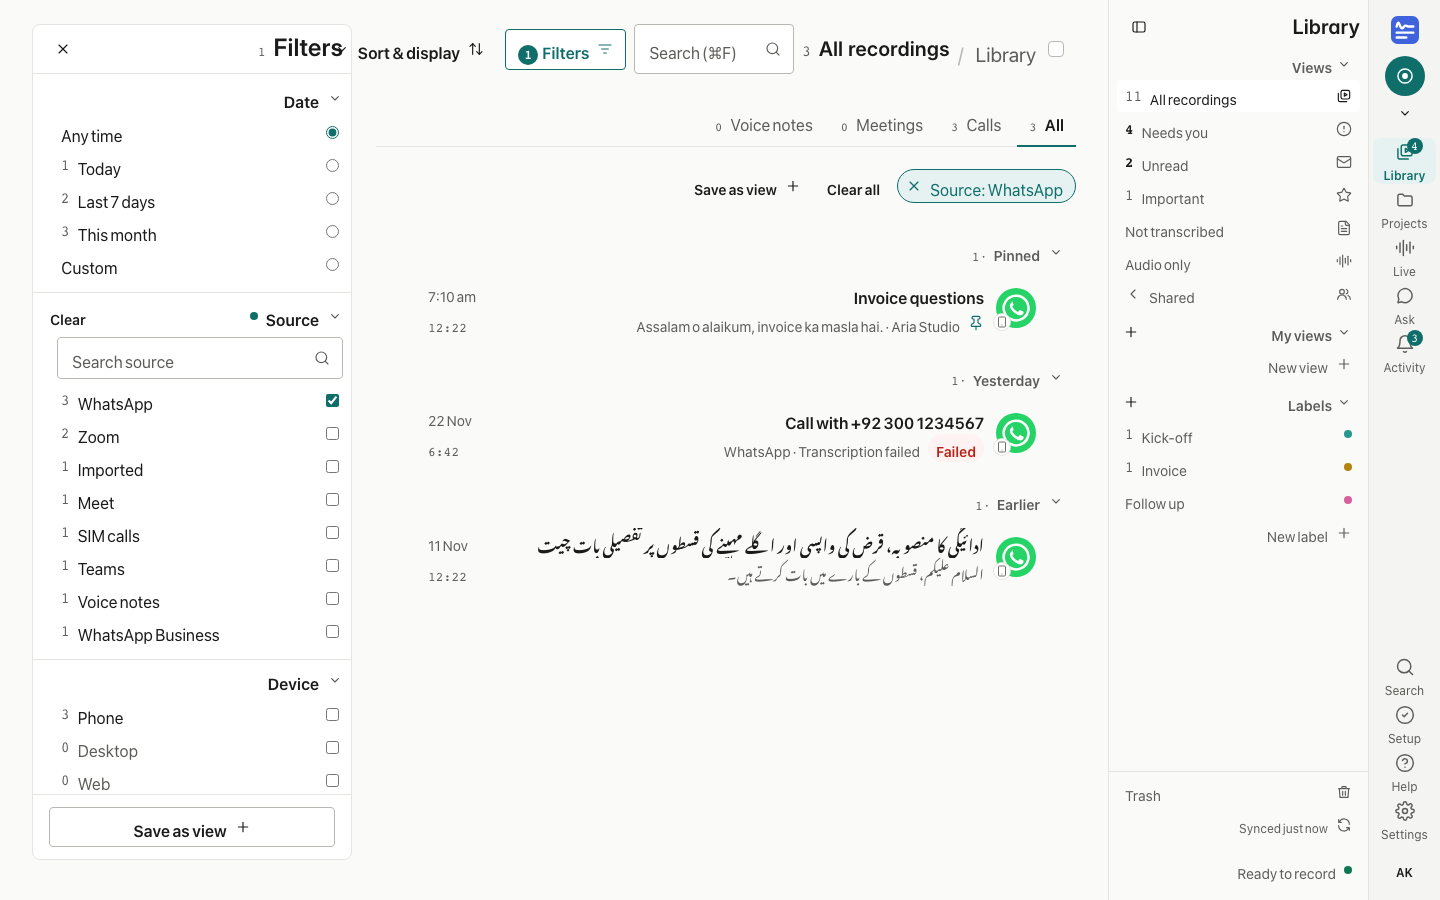 Library
Views
All recordings 11
Needs you 4
Unread 2
Important 1
Not transcribed
Audio only
Shared
My views
New view
Labels
Kick-off 1
Invoice 1
Follow up
New label
Trash
Synced just now
Ready to record
4
Library
Projects
Live
Ask
3
Activity
Search
Setup
Help
Settings
AK
Library / All recordings 3
Search (⌘F)
Filters 1
Sort & display
All 3
Calls 3
Meetings 0
Voice notes 0
Source: WhatsApp
Clear all
Save as view
Pinned · 1
Invoice questions
7:10 am
Assalam o alaikum, invoice ka masla hai. · Aria Studio
12:22
Yesterday · 1
Call with +92 300 1234567
22 Nov
Failed
WhatsApp · Transcription failed
6:42
Earlier · 1
ادائیگی کا منصوبہ، قرض کی واپسی اور اگلے مہینے کی قسطوں پر تفصیلی بات چیت
11 Nov
السلام علیکم، قسطوں کے بارے میں بات کرتے ہیں۔
12:22
Filters 1
Date
Any time
Today 1
Last 7 days 2
This month 3
Custom
Source
Clear
Search source
WhatsApp 3
Zoom 2
Imported 1
Meet 1
SIM calls 1
Teams 1
Voice notes 1
WhatsApp Business 1
Device
Phone 3
Desktop 0
Web 0
Save as view